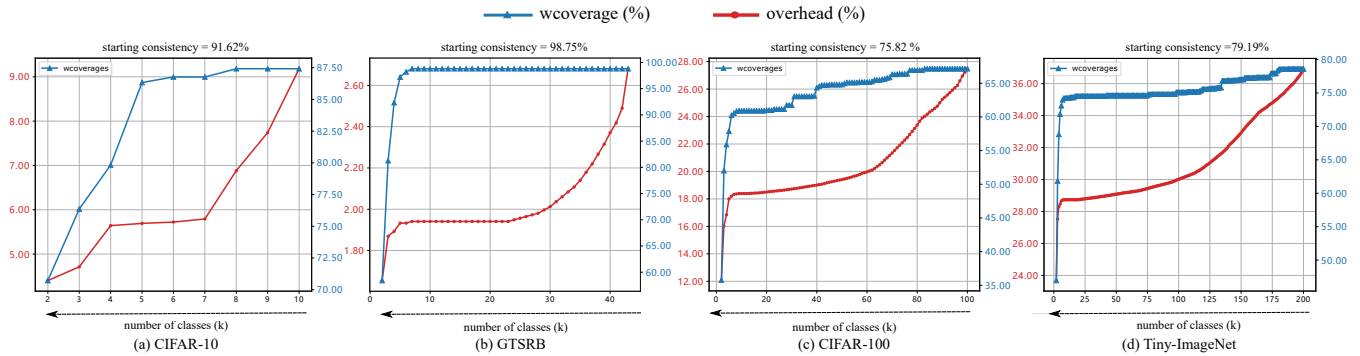 wcoverage (%) overhead (%)
starting consistency = 91.62%
wcoverages
9.00
8.00
7.00
6.00
5.00
87.50
85.00
82.50
80.00
77.50
75.00
72.50
70.00
2 3 4 5 6 7 8 9 10
number of classes (k)
(a) CIFAR-10
starting consistency = 98.75%
2.60
2.40
2.20
2.00
1.80
100.00
90.00
80.00
70.00
60.00
0 10 20 30 40
number of classes (k)
(b) GTSRB
starting consistency = 75.82 %
wcoverages
28.00
26.00
24.00
22.00
20.00
18.00
16.00
14.00
12.00
65.00
60.00
55.00
50.00
45.00
40.00
35.00
0 20 40 60 80 100
number of classes (k)
(c) CIFAR-100
starting consistency =79.19%
wcoverages
36.00
34.00
32.00
30.00
28.00
26.00
24.00
80.00
75.00
70.00
65.00
60.00
55.00
50.00
0 25 50 75 100 125 150 175 200
number of classes (k)
(d) Tiny-ImageNet